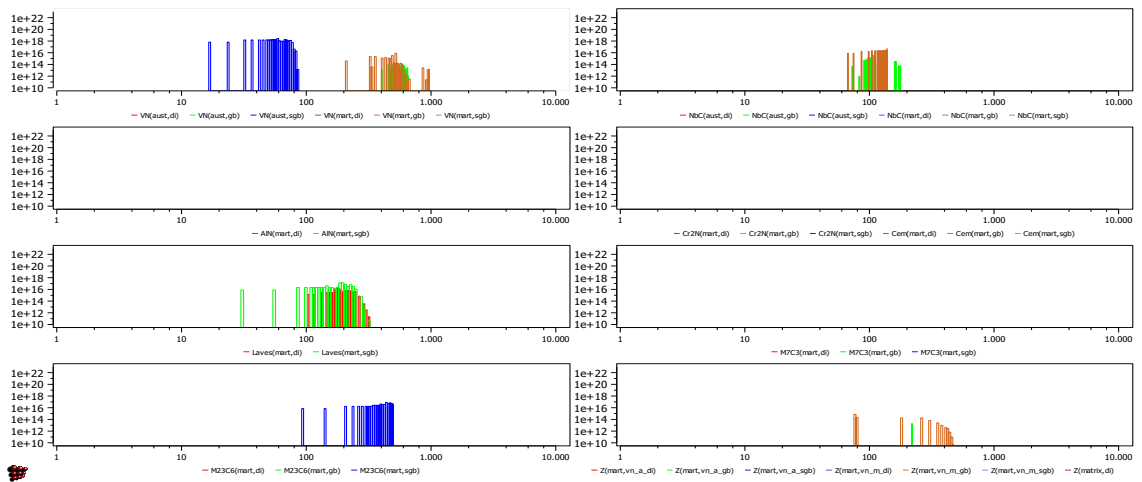 1e+22
1e+20
1e+18
1e+16
1e+14
1e+12
1e+10
1 10 100 1.000 10.000
VN(aust,di) VN(aust,gb) VN(aust,sgb) VN(mart,di) VN(mart,gb) VN(mart,sgb)
1e+22
1e+20
1e+18
1e+16
1e+14
1e+12
1e+10
1 10 100 1.000 10.000
NbC(aust,di) NbC(aust,gb) NbC(aust,sgb) NbC(mart,di) NbC(mart,gb) NbC(mart,sgb)
1e+22
1e+20
1e+18
1e+16
1e+14
1e+12
1e+10
1 10 100 1.000 10.000
AlN(mart,di) AlN(mart,sgb)
1e+22
1e+20
1e+18
1e+16
1e+14
1e+12
1e+10
1 10 100 1.000 10.000
Cr2N(mart,di) Cr2N(mart,gb) Cr2N(mart,sgb) Cem(mart,di) Cem(mart,gb) Cem(mart,sgb)
1e+22
1e+20
1e+18
1e+16
1e+14
1e+12
1e+10
1 10 100 1.000 10.000
Laves(mart,di) Laves(mart,sgb)
1e+22
1e+20
1e+18
1e+16
1e+14
1e+12
1e+10
1 10 100 1.000 10.000
M7C3(mart,di) M7C3(mart,gb) M7C3(mart,sgb)
1e+22
1e+20
1e+18
1e+16
1e+14
1e+12
1e+10
1 10 100 1.000 10.000
M23C6(mart,di) M23C6(mart,gb) M23C6(mart,sgb)
1e+22
1e+20
1e+18
1e+16
1e+14
1e+12
1e+10
1 10 100 1.000 10.000
Z(mart,vn_a_di) Z(mart,vn_a_gb) Z(mart,vn_a_sgb) Z(mart,vn_m_di) Z(mart,vn_m_gb) Z(mart,vn_m_sgb) Z(matrix,di)